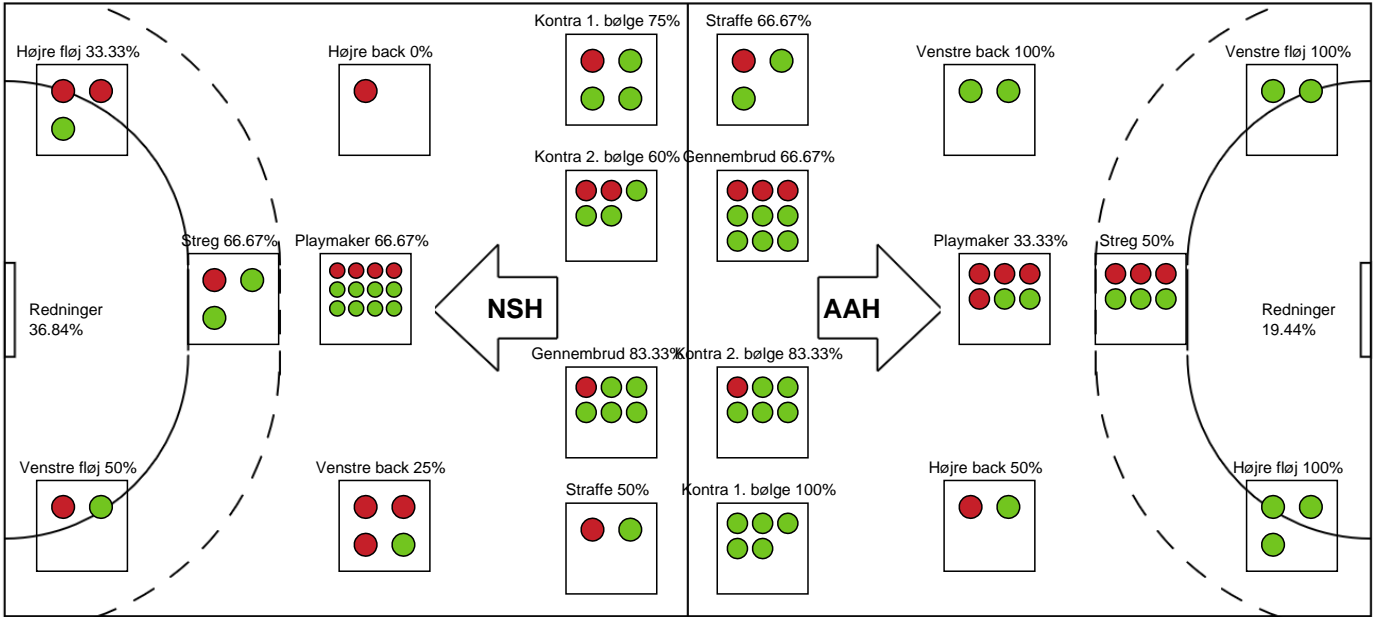 Kontra 1. bølge 75%
Straffe 66.67%
Højre fløj 33.33%
Højre back 0%
Venstre back 100%
Venstre fløj 100%
Kontra 2. bølge 60%
Gennembrud 66.67%
Streg 66.67%
Playmaker 66.67%
Playmaker 33.33%
Streg 50%
NSH
AAH
Redninger
36.84%
Redninger
19.44%
Gennembrud 83.33%
Kontra 2. bølge 83.33%
Venstre fløj 50%
Venstre back 25%
Højre back 50%
Højre fløj 100%
Straffe 50%
Kontra 1. bølge 100%